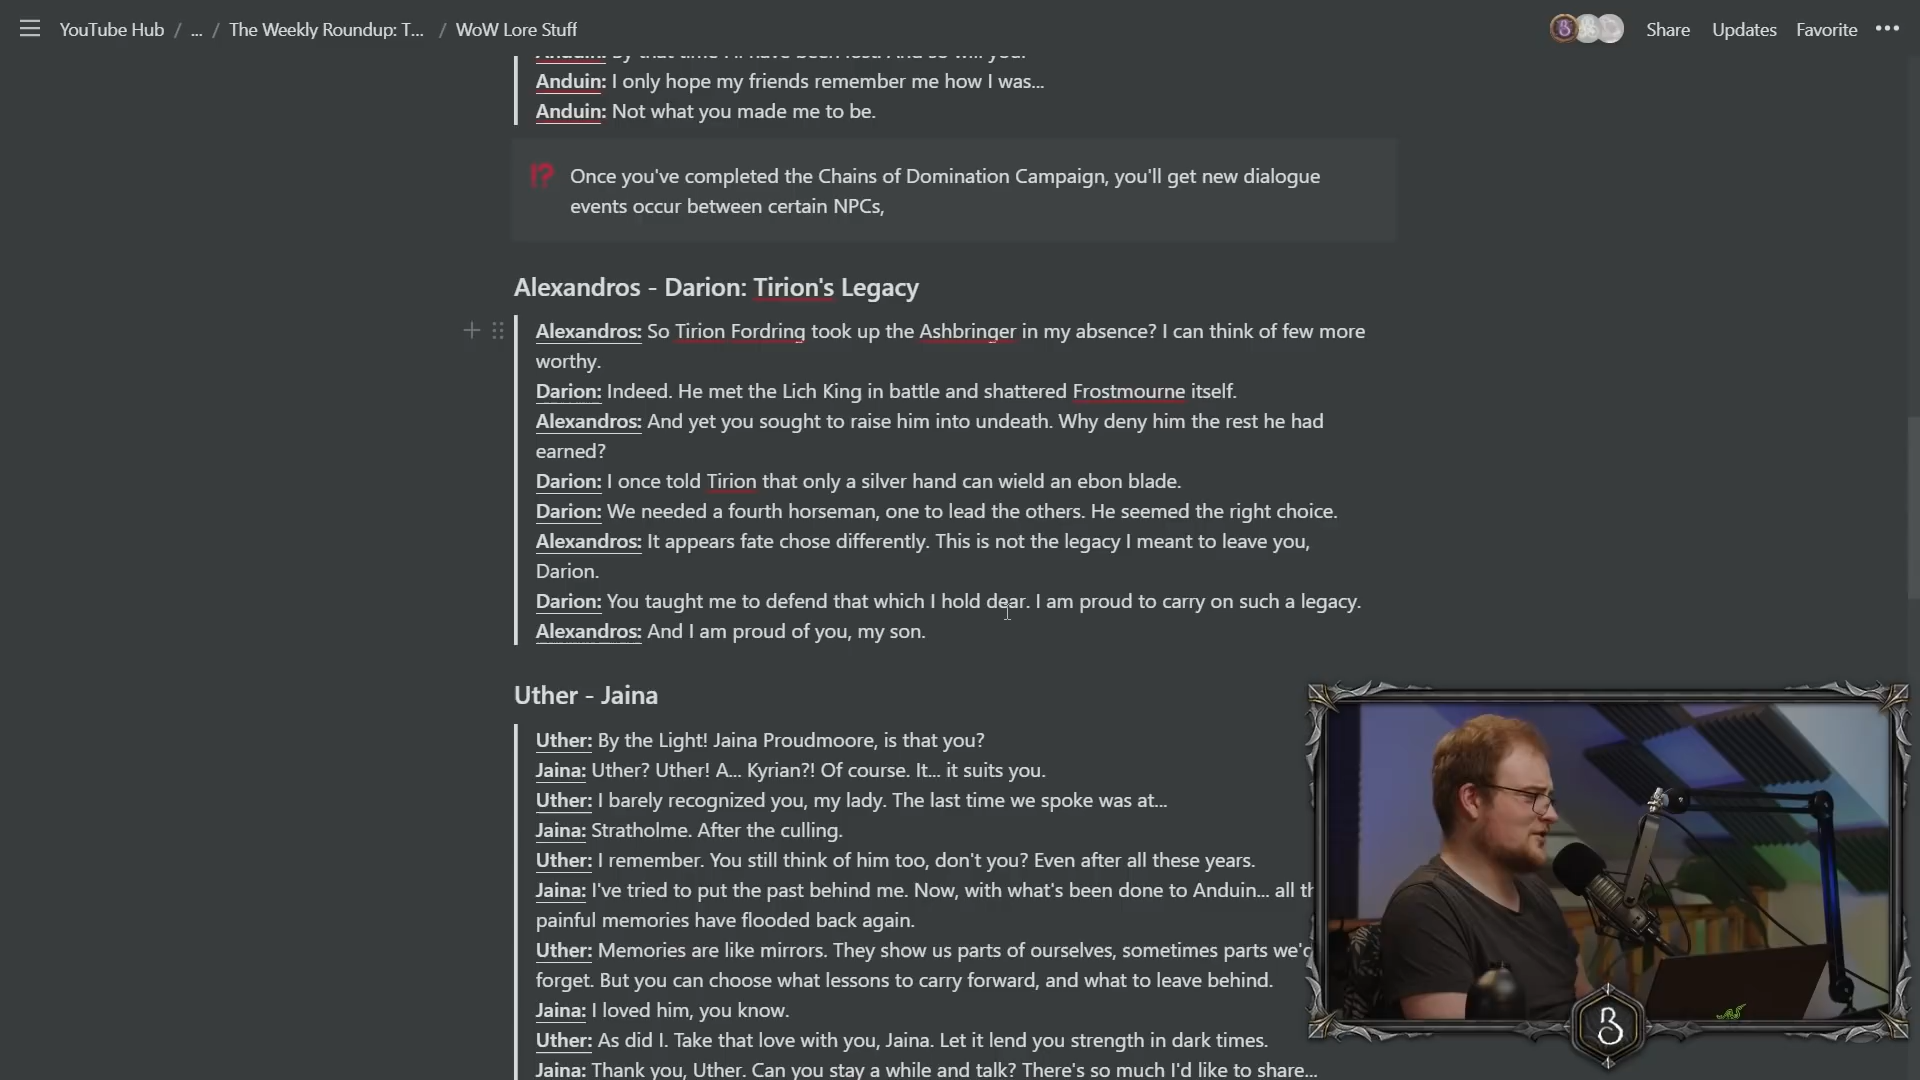 YouTube Hub / ... / The Weekly Roundup: T... / WoW Lore Stuff
Share Updates Favorite
Anduin: By that time I'll have been lost. And so will you.
Anduin: I only hope my friends remember me how I was...
Anduin: Not what you made me to be.
!? Once you've completed the Chains of Domination Campaign, you'll get new dialogue
events occur between certain NPCs,
Alexandros - Darion: Tirion's Legacy
Alexandros: So Tirion Fordring took up the Ashbringer in my absence? I can think of few more
worthy.
Darion: Indeed. He met the Lich King in battle and shattered Frostmourne itself.
Alexandros: And yet you sought to raise him into undeath. Why deny him the rest he had
earned?
Darion: I once told Tirion that only a silver hand can wield an ebon blade.
Darion: We needed a fourth horseman, one to lead the others. He seemed the right choice.
Alexandros: It appears fate chose differently. This is not the legacy I meant to leave you,
Darion.
Darion: You taught me to defend that which I hold dear. I am proud to carry on such a legacy.
Alexandros: And I am proud of you, my son.
Uther - Jaina
Uther: By the Light! Jaina Proudmoore, is that you?
Jaina: Uther? Uther! A... Kyrian?! Of course. It... it suits you.
Uther: I barely recognized you, my lady. The last time we spoke was at...
Jaina: Stratholme. After the culling.
Uther: I remember. You still think of him too, don't you? Even after all these years.
Jaina: I've tried to put the past behind me. Now, with what's been done to Anduin... all th
painful memories have flooded back again.
Uther: Memories are like mirrors. They show us parts of ourselves, sometimes parts we'd
forget. But you can choose what lessons to carry forward, and what to leave behind.
Jaina: I loved him, you know.
Uther: As did I. Take that love with you, Jaina. Let it lend you strength in dark times.
Jaina: Thank you, Uther. Can you stay a while and talk? There's so much I'd like to share...
B